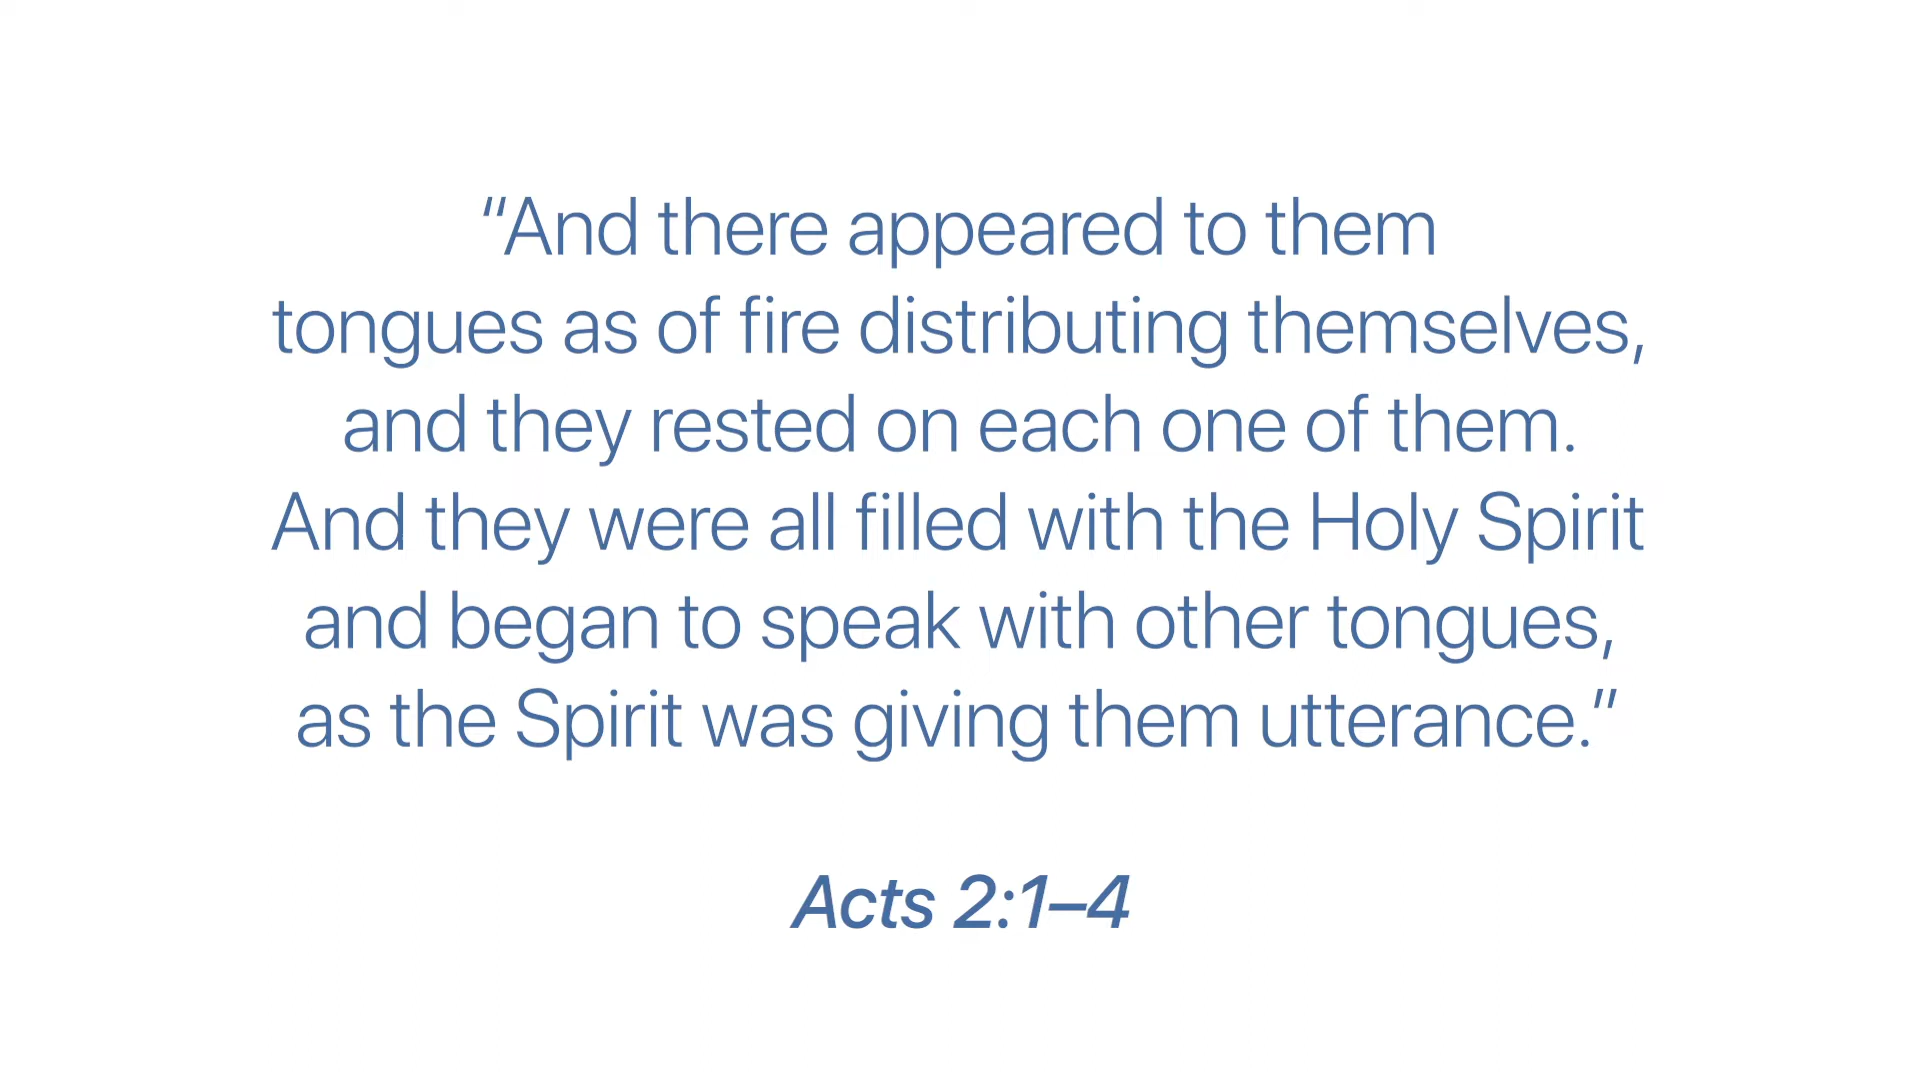 “And there appeared to them
tongues as of fire distributing themselves,
and they rested on each one of them.
And they were all filled with the Holy Spirit
and began to speak with other tongues,
as the Spirit was giving them utterance.”
Acts 2:1–4